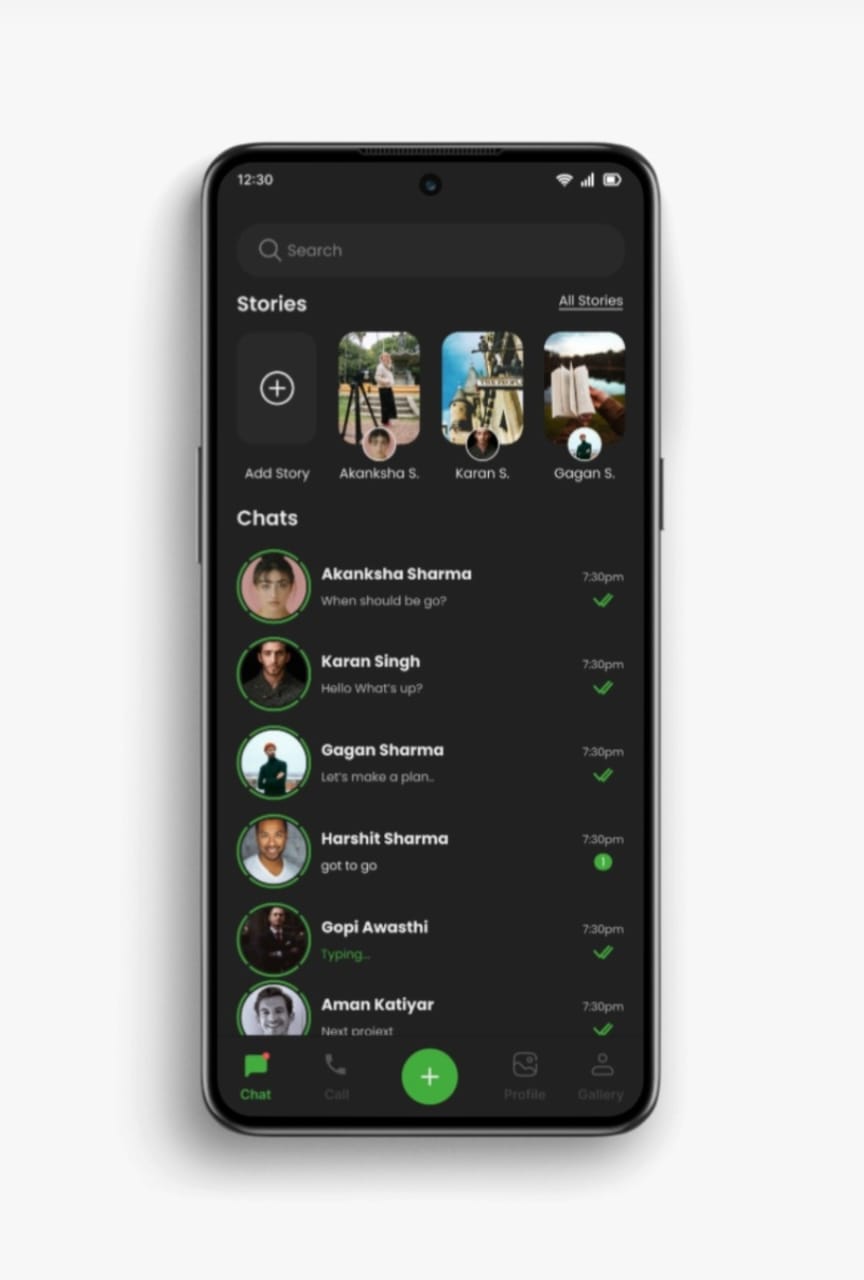 12:30
Search
Stories
All Stories
Add Story
Akanksha S.
Karan S.
Gagan S.
Chats
Akanksha Sharma
7:30pm
When should be go?
Karan Singh
7:30pm
Hello What's up?
Gagan Sharma
7:30pm
Let's make a plan..
Harshit Sharma
7:30pm
got to go
1
Gopi Awasthi
7:30pm
Typing...
Aman Katiyar
7:30pm
Next projext
Chat
Call
Profile
Gallery